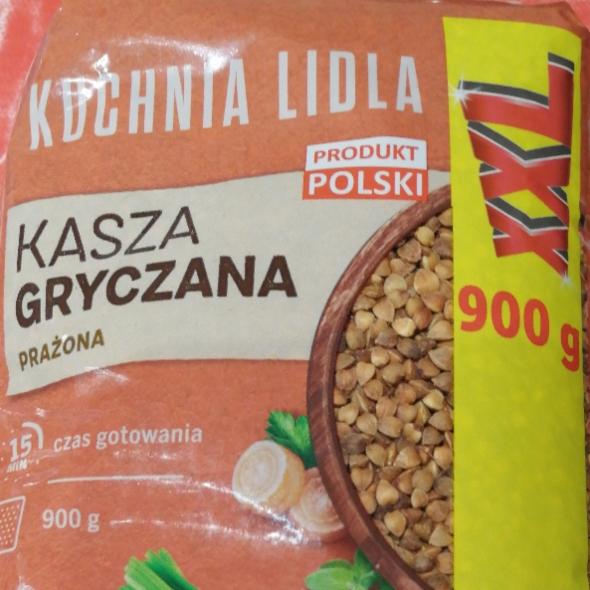 KUCHNIA LIDLA
PRODUKT
POLSKI
XXL
900 g
KASZA
GRYCZANA
PRAŻONA
15
MIN
czas gotowania
900 g